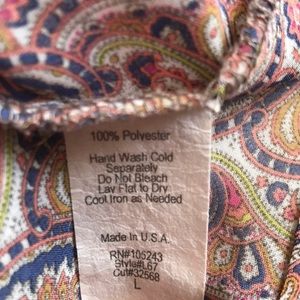 100% Polyester
Hand Wash Cold
Separately
Do Not Bleach
Lay Flat to Dry
Cool Iron as Needed
Made in U.S.A.
RN#105243
Style#L67
Cut#32568
L